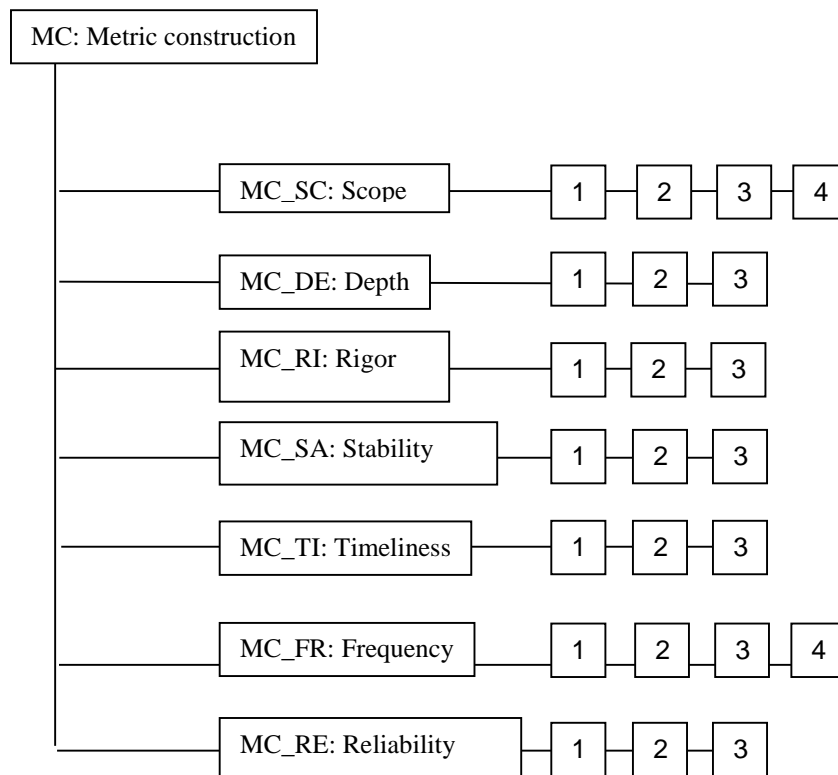 MC: Metric construction
MC_SC: Scope 1 2 3 4
MC_DE: Depth 1 2 3
MC_RI: Rigor 1 2 3
MC_SA: Stability 1 2 3
MC_TI: Timeliness 1 2 3
MC_FR: Frequency 1 2 3 4
MC_RE: Reliability 1 2 3